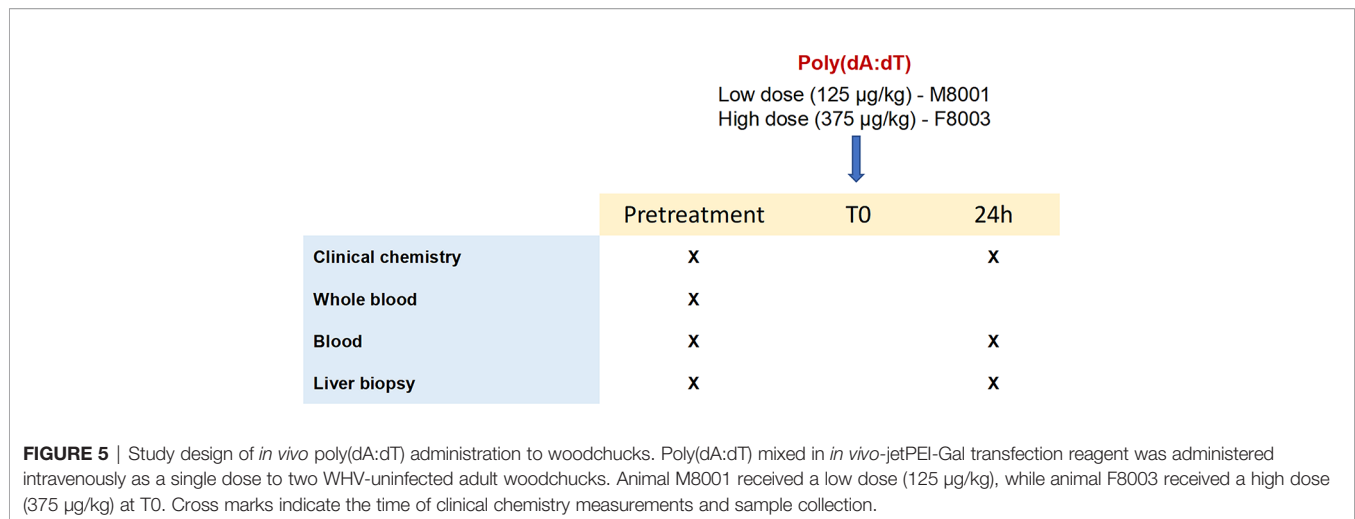 Poly(dA:dT)
Low dose (125 µg/kg) - M8001
High dose (375 µg/kg) - F8003
Pretreatment T0 24h
Clinical chemistry X X
Whole blood X
Blood X X
Liver biopsy X X
FIGURE 5 | Study design of in vivo poly(dA:dT) administration to woodchucks. Poly(dA:dT) mixed in in vivo-jetPEI-Gal transfection reagent was administered
intravenously as a single dose to two WHV-uninfected adult woodchucks. Animal M8001 received a low dose (125 µg/kg), while animal F8003 received a high dose
(375 µg/kg) at T0. Cross marks indicate the time of clinical chemistry measurements and sample collection.